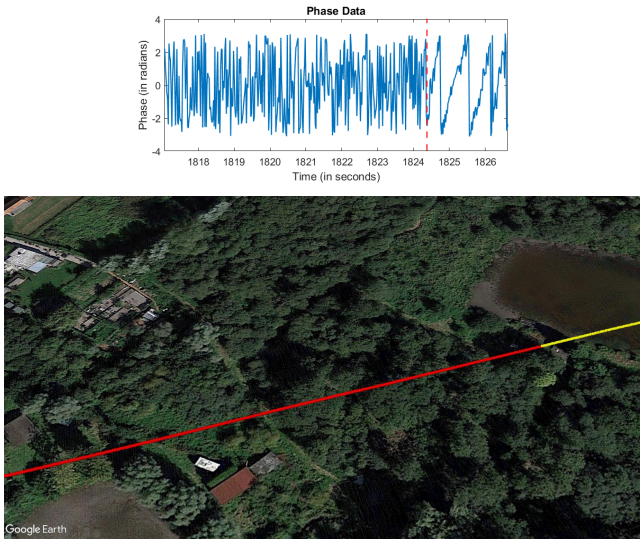 Phase Data
4
2
0
-2
-4
Phase (in radians)
1818 1819 1820 1821 1822 1823 1824 1825 1826
Time (in seconds)
Google Earth